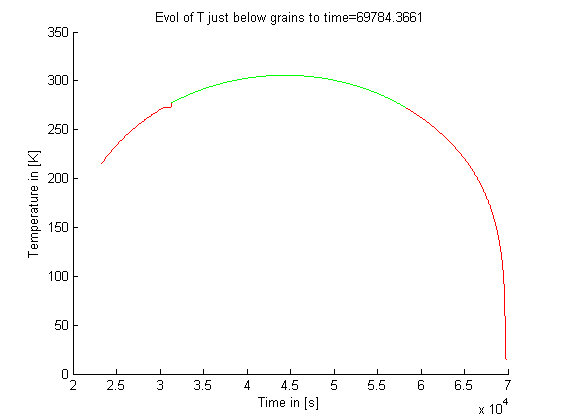 Evol of T just below grains to time=69784.3661
350
300
250
200
150
100
50
0
Temperature in [K]
2 2.5 3 3.5 4 4.5 5 5.5 6 6.5 7
Time in [s]
x 10^4